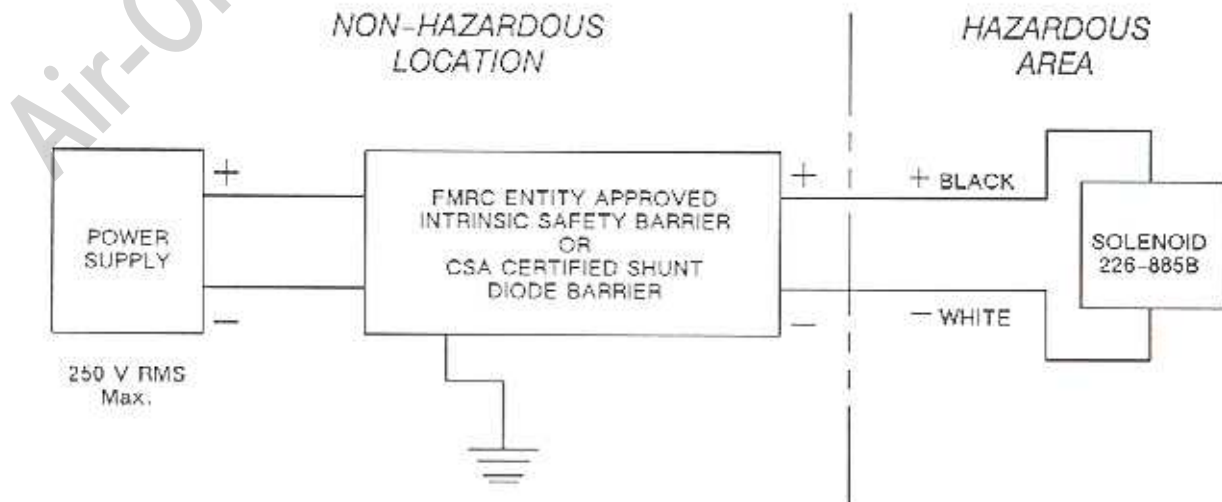 Air-O
NON-HAZARDOUS
LOCATION
HAZARDOUS
AREA
+
POWER
SUPPLY
-
250 V RMS
Max.
FMRC ENTITY APPROVED
INTRINSIC SAFETY BARRIER
OR
CSA CERTIFIED SHUNT
DIODE BARRIER
+
-
+ BLACK
- WHITE
SOLENOID
226-885B